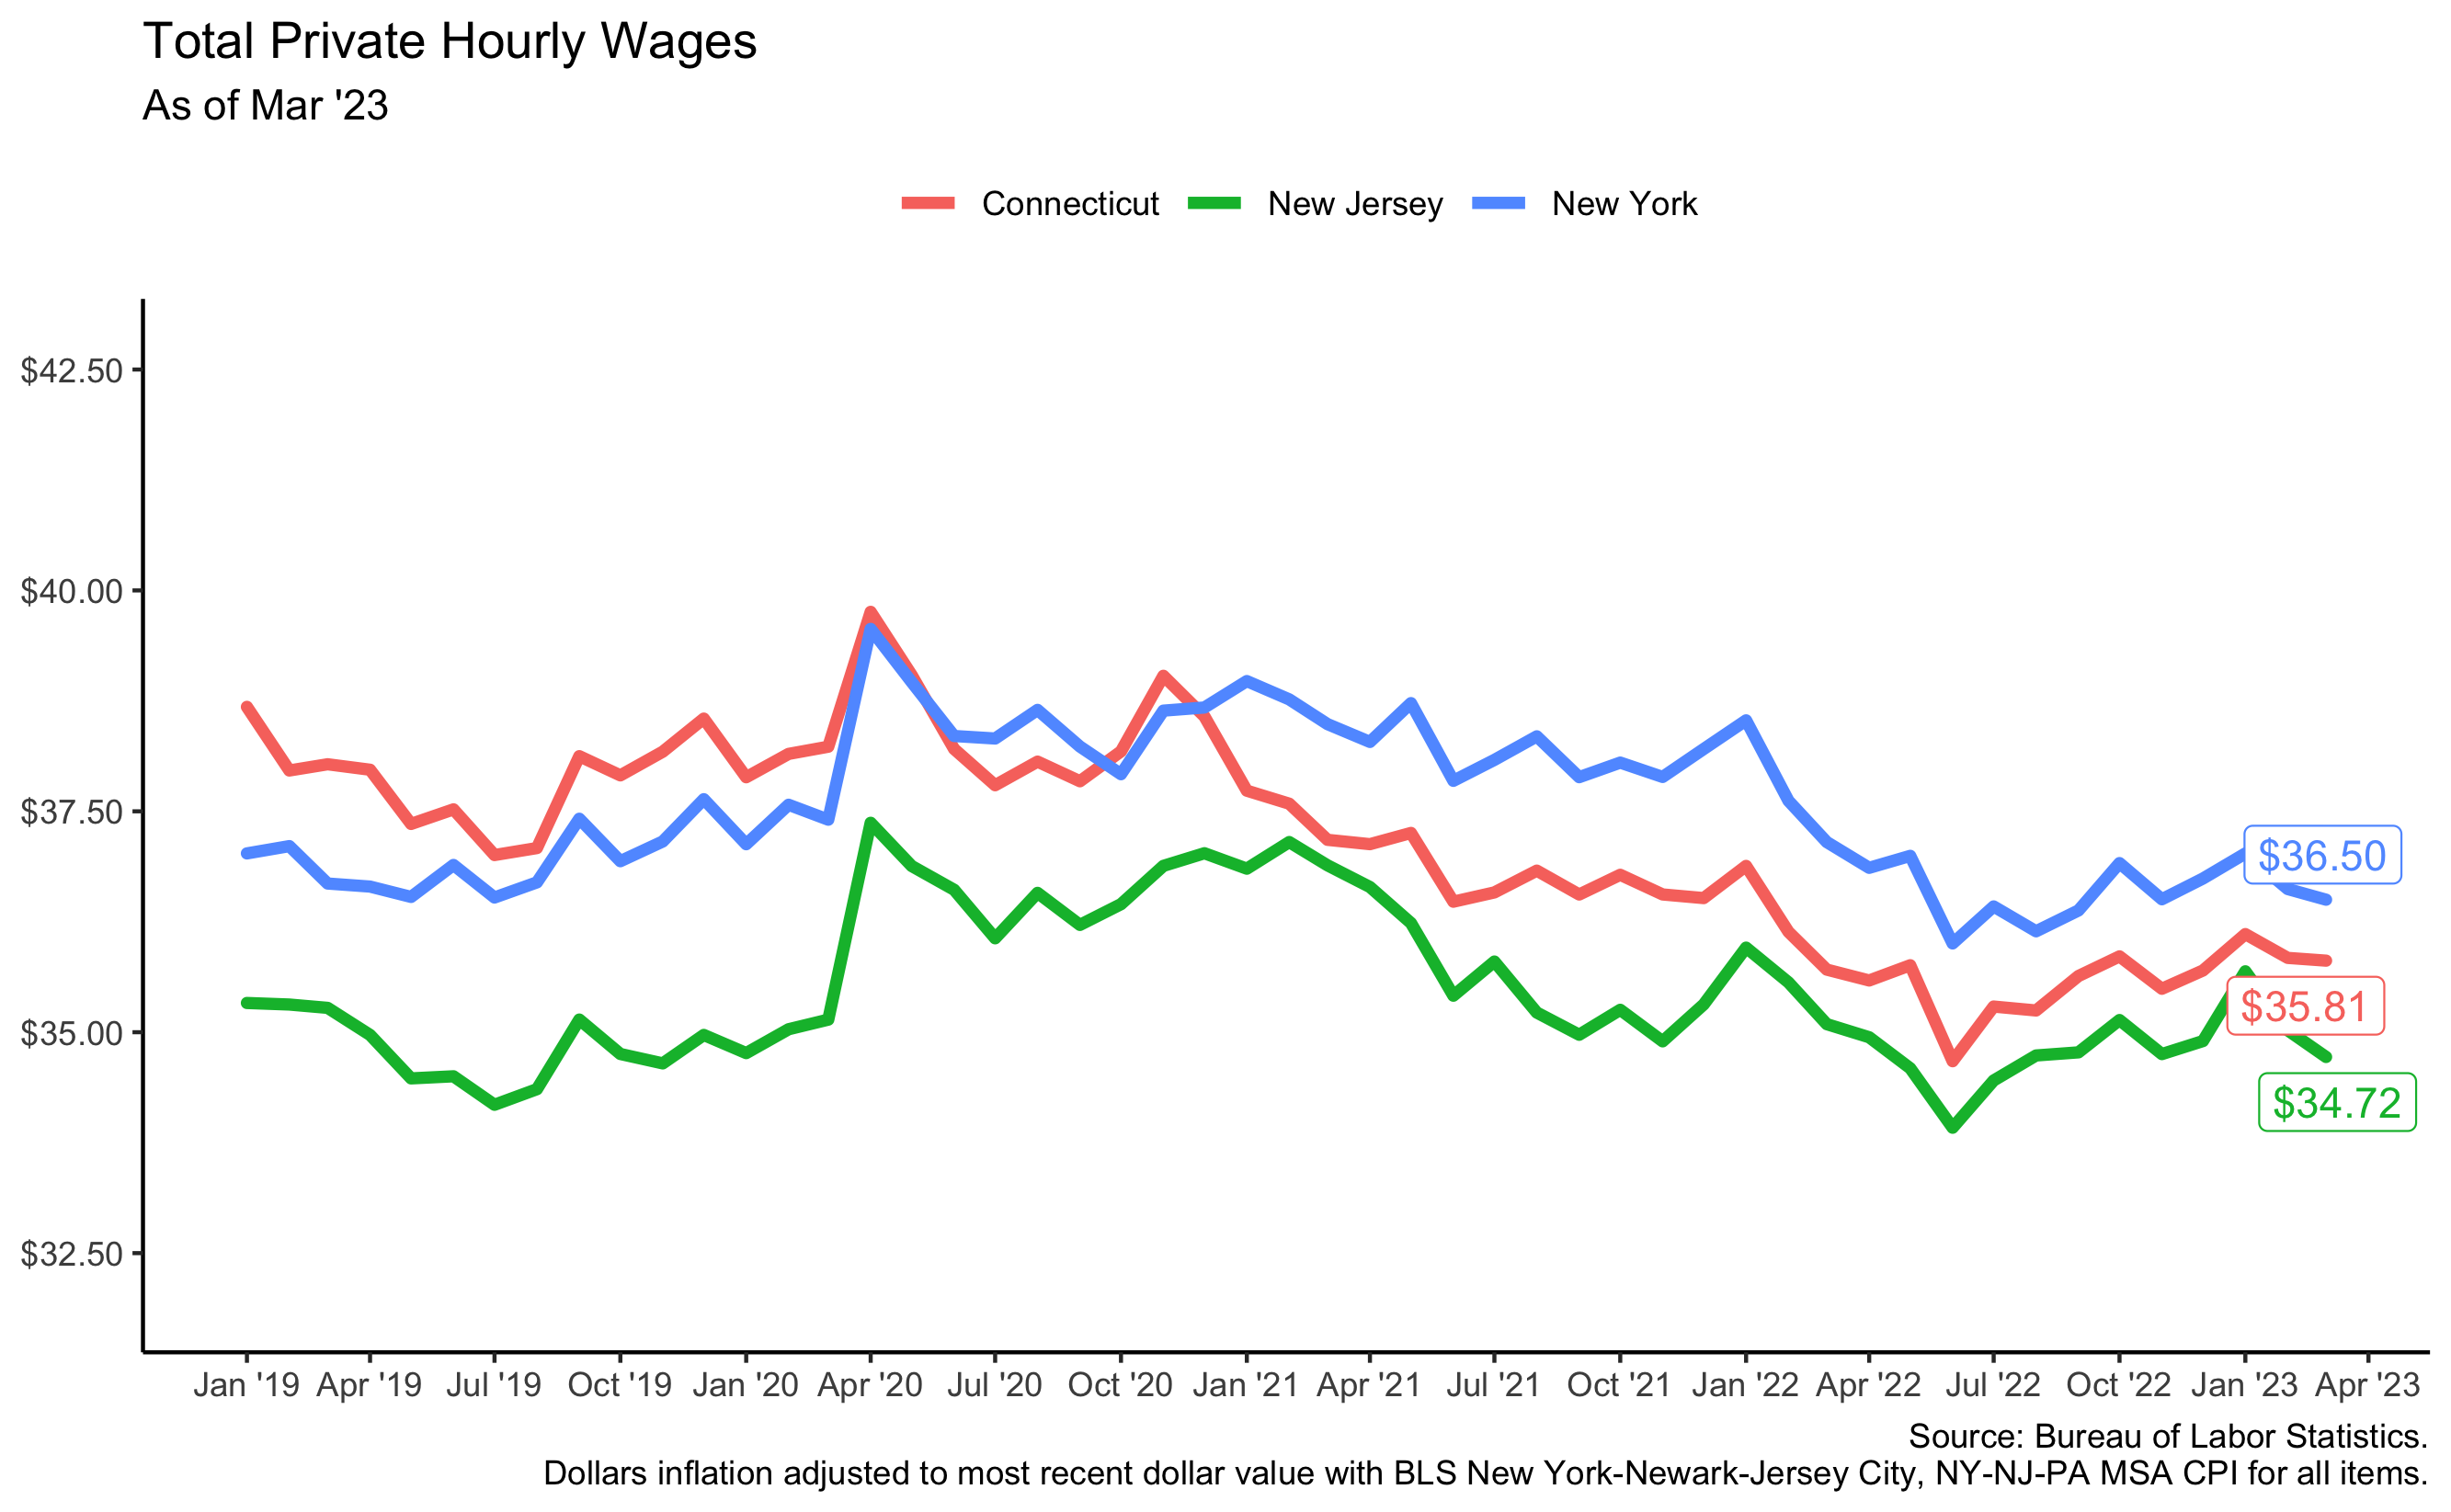 Total Private Hourly Wages
As of Mar '23
Connecticut New Jersey New York
$42.50
$40.00
$37.50
$35.00
$32.50
$36.50
$35.81
$34.72
Jan '19 Apr '19 Jul '19 Oct '19 Jan '20 Apr '20 Jul '20 Oct '20 Jan '21 Apr '21 Jul '21 Oct '21 Jan '22 Apr '22 Jul '22 Oct '22 Jan '23 Apr '23
Source: Bureau of Labor Statistics.
Dollars inflation adjusted to most recent dollar value with BLS New York-Newark-Jersey City, NY-NJ-PA MSA CPI for all items.